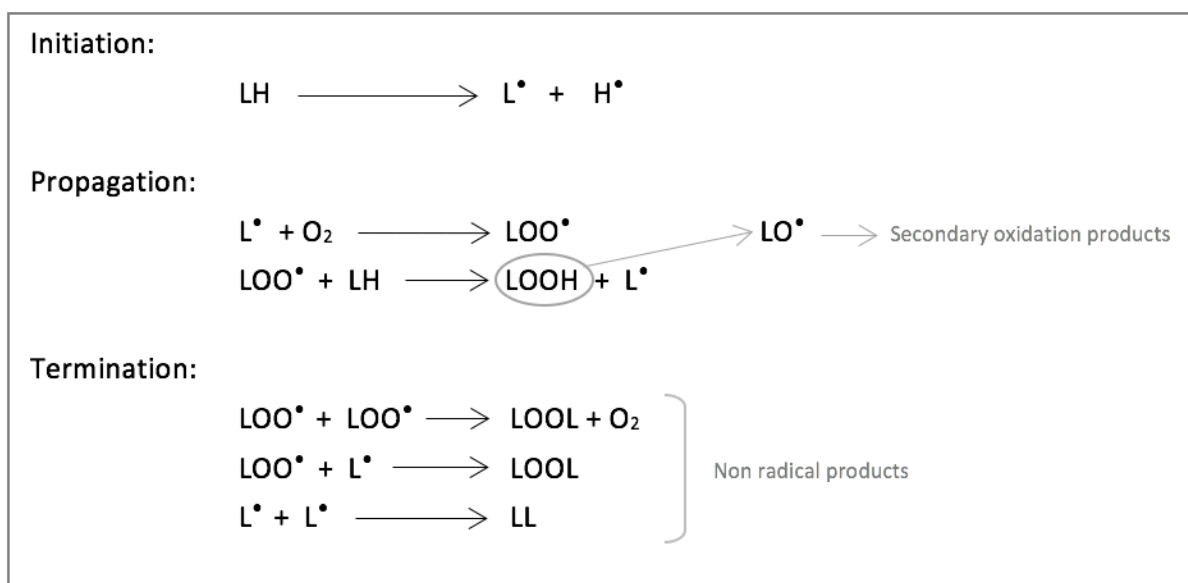 Initiation:
LH ⟶ L• + H•
Propagation:
L• + O₂ ⟶ LOO• LO• ⟶ Secondary oxidation products
LOO• + LH ⟶ LOOH + L•
Termination:
LOO• + LOO• ⟶ LOOL + O₂
LOO• + L• ⟶ LOOL
Non radical products
L• + L• ⟶ LL